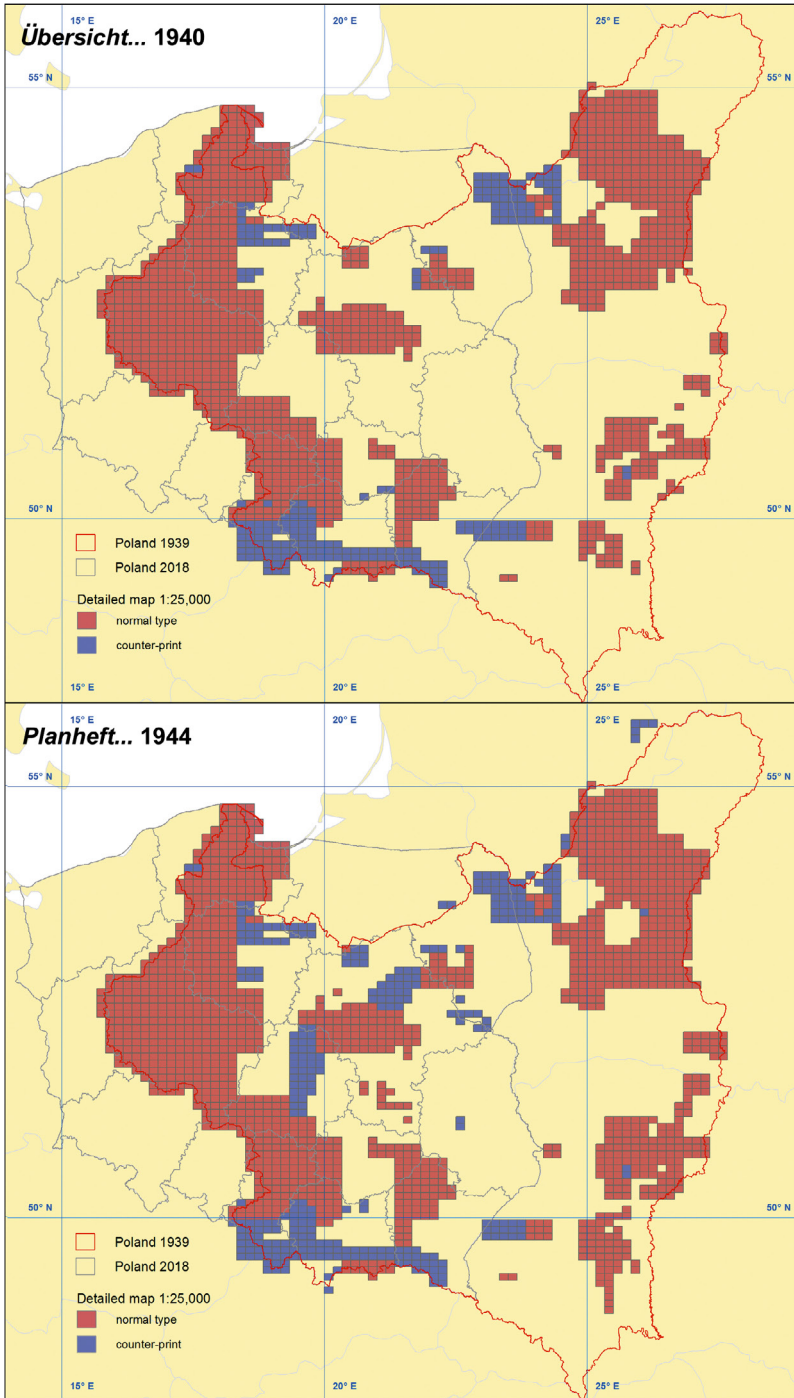 15° E 20° E 25° E
Übersicht... 1940
55° N 55° N
50° N 50° N
Poland 1939
Poland 2018
Detailed map 1:25,000
normal type
counter-print
15° E 20° E 25° E
15° E 20° E 25° E
Planheft... 1944
55° N 55° N
50° N 50° N
Poland 1939
Poland 2018
Detailed map 1:25,000
normal type
counter-print
15° E 20° E 25° E